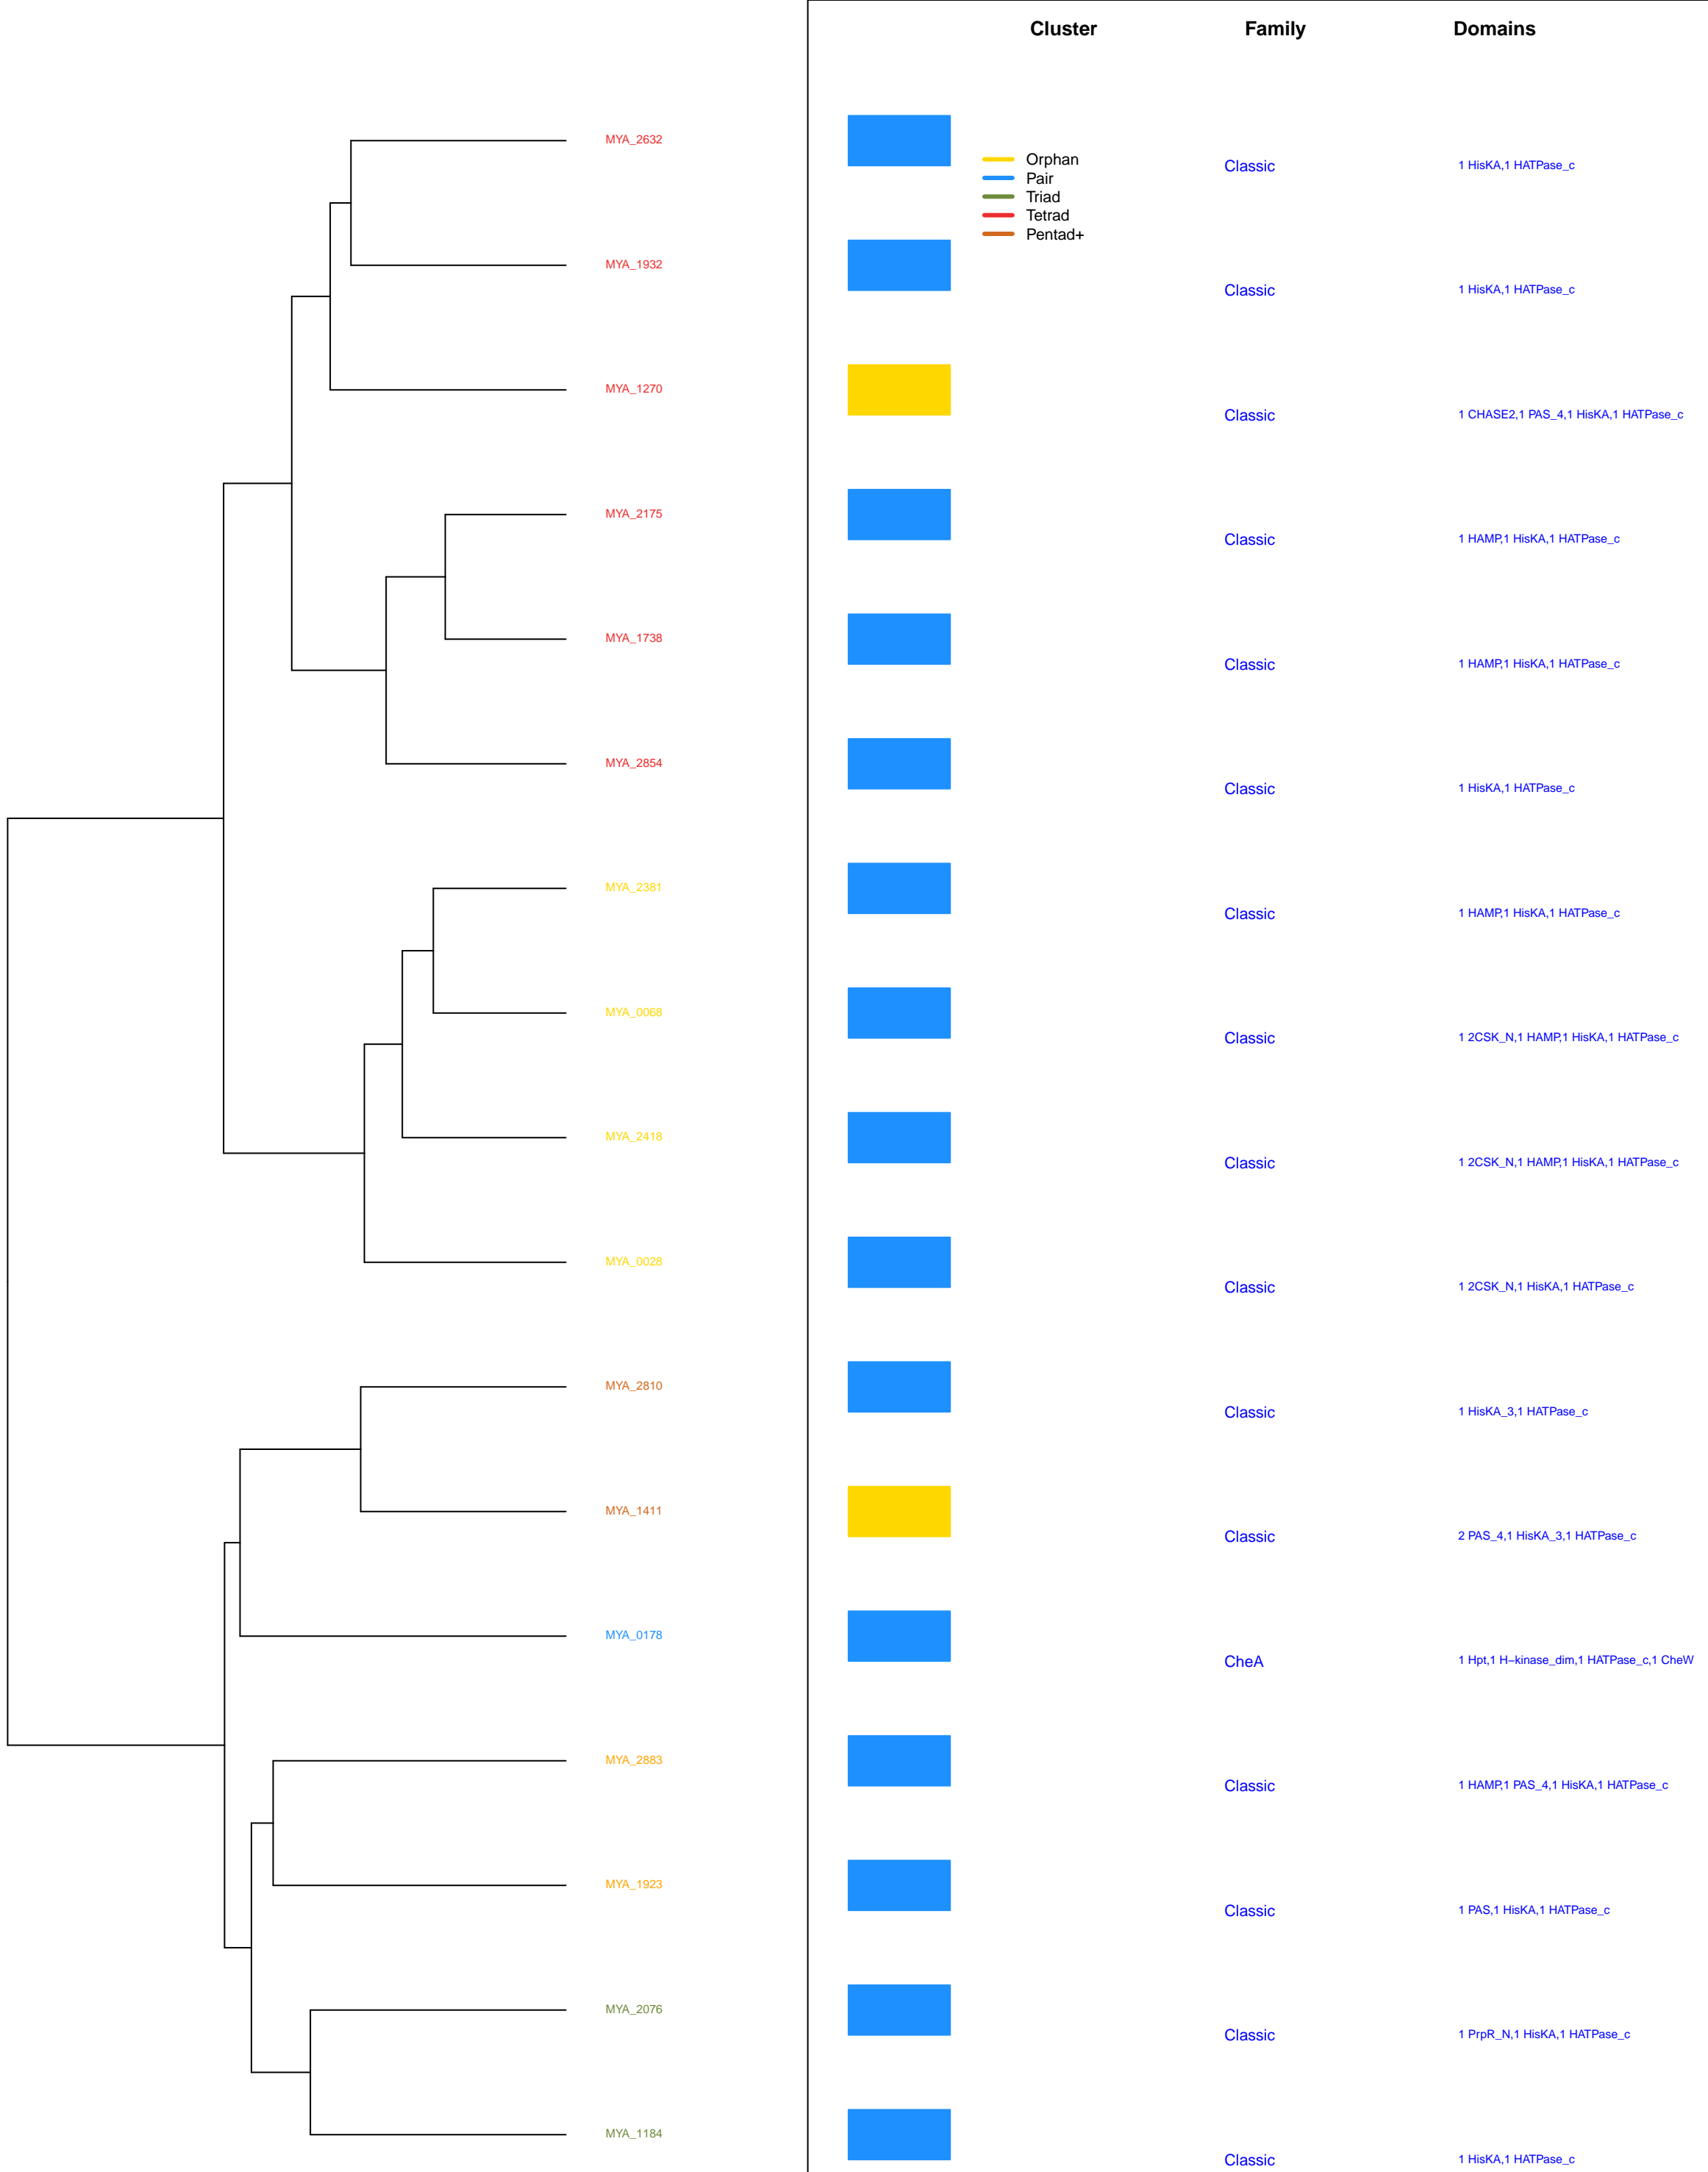 Cluster Family Domains
MYA_2632
Orphan
Classic 1 HisKA,1 HATPase_c
Pair
Triad
Tetrad
Pentad+
MYA_1932
Classic 1 HisKA,1 HATPase_c
MYA_1270
Classic 1 CHASE2,1 PAS_4,1 HisKA,1 HATPase_c
MYA_2175
Classic 1 HAMP,1 HisKA,1 HATPase_c
MYA_1738
Classic 1 HAMP,1 HisKA,1 HATPase_c
MYA_2854
Classic 1 HisKA,1 HATPase_c
MYA_2381
Classic 1 HAMP,1 HisKA,1 HATPase_c
MYA_0068
Classic 1 2CSK_N,1 HAMP,1 HisKA,1 HATPase_c
MYA_2418
Classic 1 2CSK_N,1 HAMP,1 HisKA,1 HATPase_c
MYA_0028
Classic 1 2CSK_N,1 HisKA,1 HATPase_c
MYA_2810
Classic 1 HisKA_3,1 HATPase_c
MYA_1411
Classic 2 PAS_4,1 HisKA_3,1 HATPase_c
MYA_0178
CheA 1 Hpt,1 H−kinase_dim,1 HATPase_c,1 CheW
MYA_2883
Classic 1 HAMP,1 PAS_4,1 HisKA,1 HATPase_c
MYA_1923
Classic 1 PAS,1 HisKA,1 HATPase_c
MYA_2076
Classic 1 PrpR_N,1 HisKA,1 HATPase_c
MYA_1184
Classic 1 HisKA,1 HATPase_c